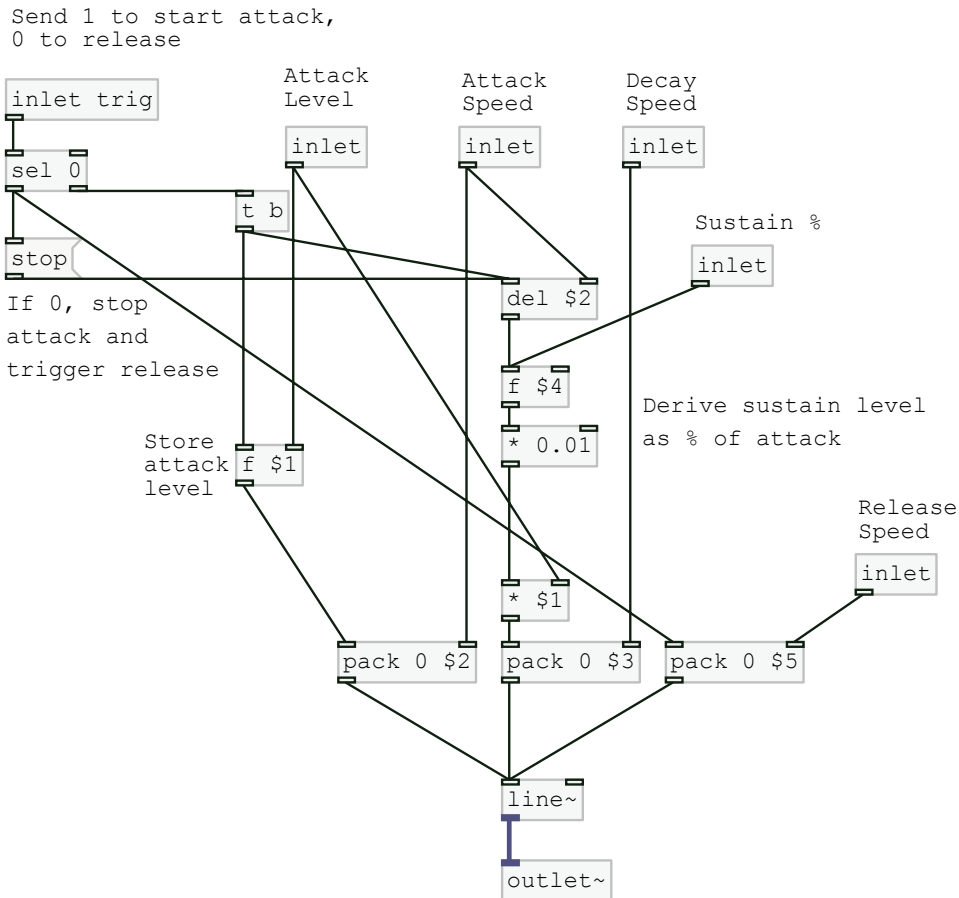 Send 1 to start attack,
0 to release
inlet trig
Attack
Level
Attack
Speed
Decay
Speed
inlet
inlet
inlet
sel 0
t b
Sustain %
stop
inlet
del $2
If 0, stop
attack and
trigger release
f $4
Derive sustain level
as % of attack
* 0.01
Store
attack
level
f $1
Release
Speed
inlet
* $1
pack 0 $2
pack 0 $3
pack 0 $5
line~
outlet~